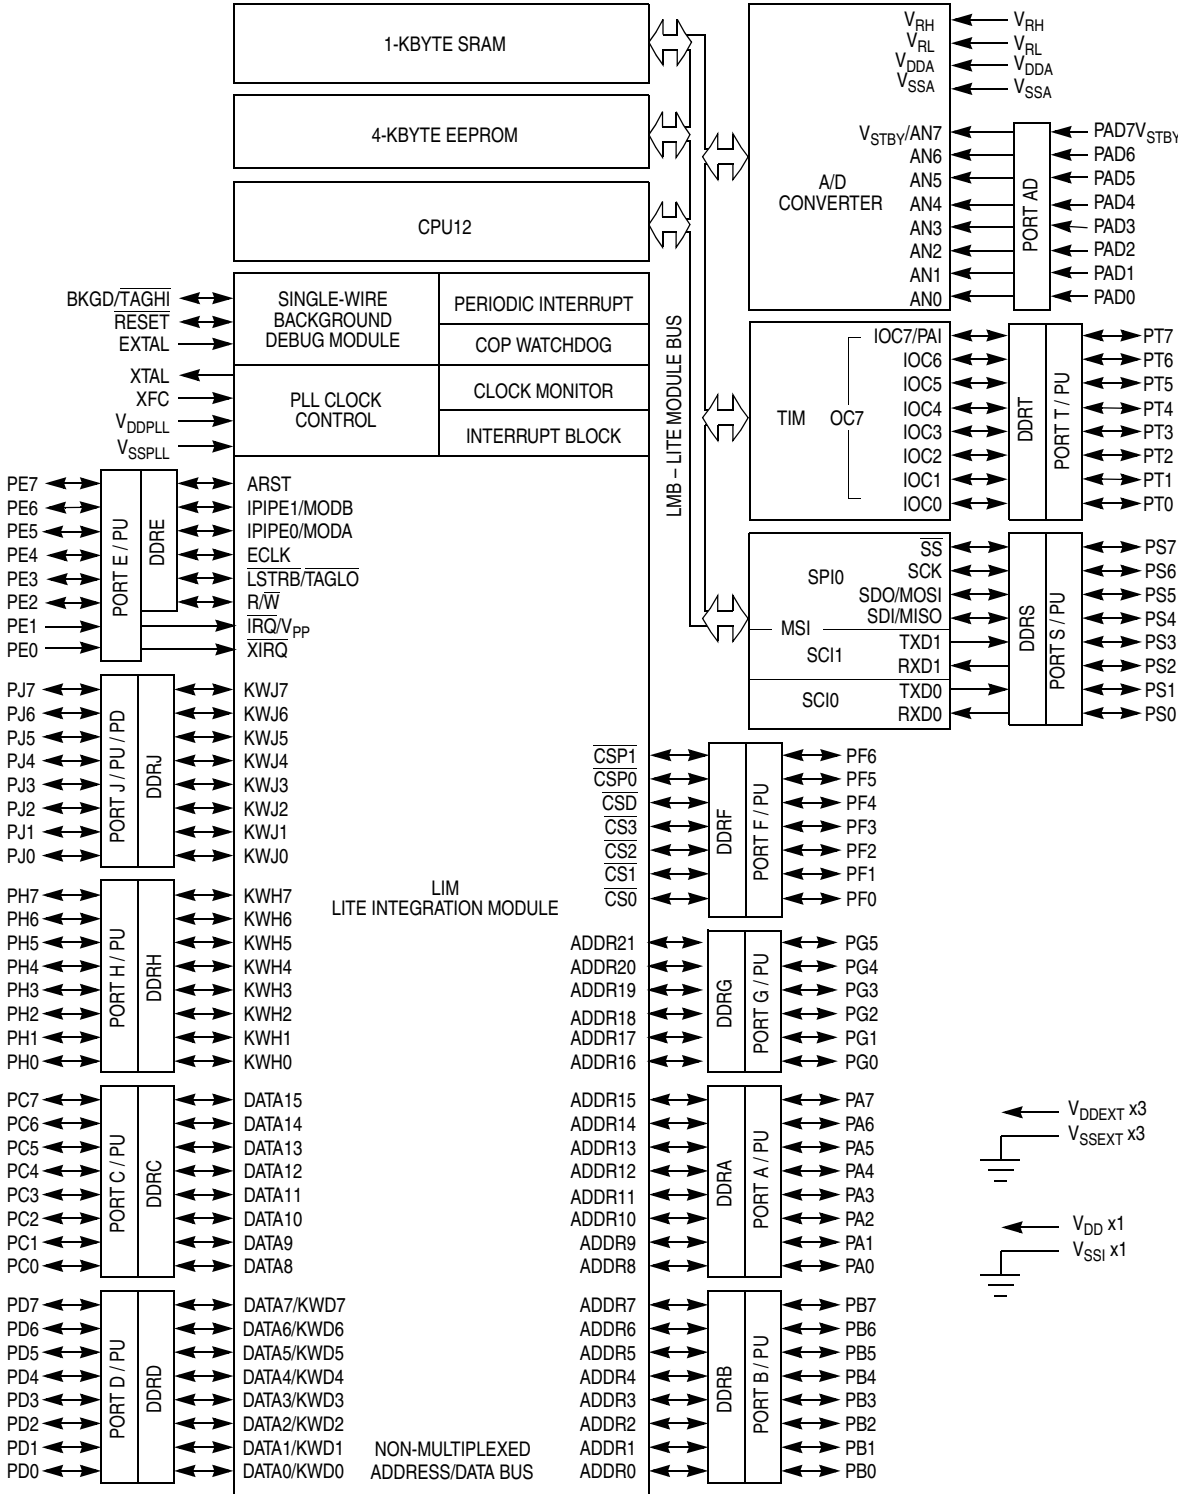 1-KBYTE SRAM
4-KBYTE EEPROM
CPU12
BKGD/TAGHI
RESET
EXTAL
XTAL
XFC
VDDPLL
VSSPLL
SINGLE-WIRE
BACKGROUND
DEBUG MODULE
PERIODIC INTERRUPT
COP WATCHDOG
PLL CLOCK
CONTROL
CLOCK MONITOR
INTERRUPT BLOCK
LMB – LITE MODULE BUS
A/D
CONVERTER
VRH VRH
VRL VRL
VDDA VDDA
VSSA VSSA
VSTBY/AN7 PAD7VSTBY
AN6 PAD6
AN5 PAD5
AN4 PAD4
AN3 PAD3
AN2 PAD2
AN1 PAD1
AN0 PAD0
PORT AD
TIM OC7
IOC7/PAI PT7
IOC6 PT6
IOC5 PT5
IOC4 PT4
IOC3 PT3
IOC2 PT2
IOC1 PT1
IOC0 PT0
DDRT
PORT T / PU
SPI0
MSI
SCI1
SCI0
SS PS7
SCK PS6
SDO/MOSI PS5
SDI/MISO PS4
TXD1 PS3
RXD1 PS2
TXD0 PS1
RXD0 PS0
DDRS
PORT S / PU
PE7 ARST
PE6 IPIPE1/MODB
PE5 IPIPE0/MODA
PE4 ECLK
PE3 LSTRB/TAGLO
PE2 R/W
PE1 IRQ/VPP
PE0 XIRQ
PORT E / PU
DDRE
PJ7 KWJ7
PJ6 KWJ6
PJ5 KWJ5
PJ4 KWJ4
PJ3 KWJ3
PJ2 KWJ2
PJ1 KWJ1
PJ0 KWJ0
PORT J / PU / PD
DDRJ
PH7 KWH7
PH6 KWH6
PH5 KWH5
PH4 KWH4
PH3 KWH3
PH2 KWH2
PH1 KWH1
PH0 KWH0
PORT H / PU
DDRH
PC7 DATA15
PC6 DATA14
PC5 DATA13
PC4 DATA12
PC3 DATA11
PC2 DATA10
PC1 DATA9
PC0 DATA8
PORT C / PU
DDRC
PD7 DATA7/KWD7
PD6 DATA6/KWD6
PD5 DATA5/KWD5
PD4 DATA4/KWD4
PD3 DATA3/KWD3
PD2 DATA2/KWD2
PD1 DATA1/KWD1
PD0 DATA0/KWD0
PORT D / PU
DDRD
LIM
LITE INTEGRATION MODULE
NON-MULTIPLEXED
ADDRESS/DATA BUS
CSP1 PF6
CSP0 PF5
CSD PF4
CS3 PF3
CS2 PF2
CS1 PF1
CS0 PF0
DDRF
PORT F / PU
ADDR21 PG5
ADDR20 PG4
ADDR19 PG3
ADDR18 PG2
ADDR17 PG1
ADDR16 PG0
DDRG
PORT G / PU
ADDR15 PA7
ADDR14 PA6
ADDR13 PA5
ADDR12 PA4
ADDR11 PA3
ADDR10 PA2
ADDR9 PA1
ADDR8 PA0
DDRA
PORT A / PU
ADDR7 PB7
ADDR6 PB6
ADDR5 PB5
ADDR4 PB4
ADDR3 PB3
ADDR2 PB2
ADDR1 PB1
ADDR0 PB0
DDRB
PORT B / PU
VDDEXT x3
VSSEXT x3
VDD x1
VSSI x1